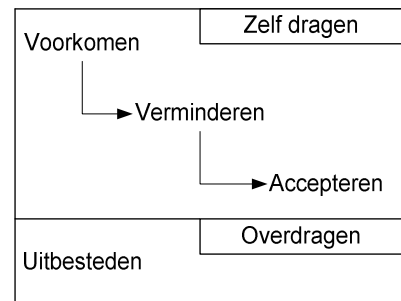 Zelf dragen
Voorkomen
Verminderen
Accepteren
Overdragen
Uitbesteden